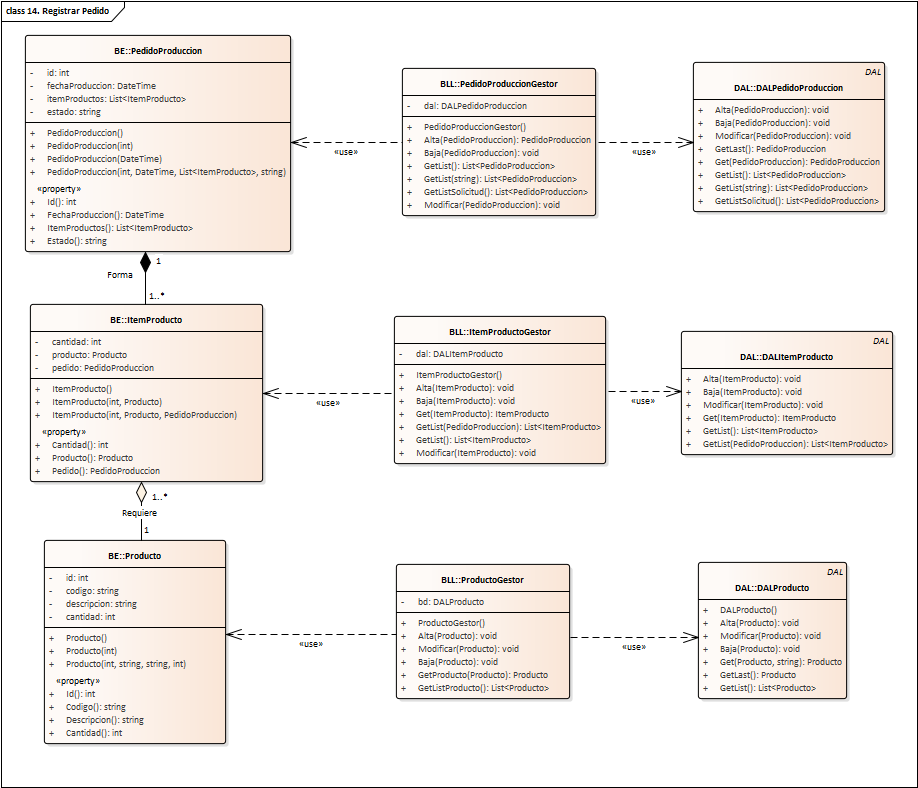 class 14. Registrar Pedido
BE::PedidoProduccion
- id: int
- fechaProduccion: DateTime
- itemProductos: List<ItemProducto>
- estado: string
+ PedidoProduccion()
+ PedidoProduccion(int)
+ PedidoProduccion(DateTime)
+ PedidoProduccion(int, DateTime, List<ItemProducto>, string)
«property»
+ Id(): int
+ FechaProduccion(): DateTime
+ ItemProductos(): List<ItemProducto>
+ Estado(): string
«use»
BLL::PedidoProduccionGestor
- dal: DALPedidoProduccion
+ PedidoProduccionGestor()
+ Alta(PedidoProduccion): PedidoProduccion
+ Baja(PedidoProduccion): void
+ GetList(): List<PedidoProduccion>
+ GetList(string): List<PedidoProduccion>
+ GetListSolicitud(): List<PedidoProduccion>
+ Modificar(PedidoProduccion): void
«use»
DAL
DAL::DALPedidoProduccion
+ Alta(PedidoProduccion): void
+ Baja(PedidoProduccion): void
+ Modificar(PedidoProduccion): void
+ GetLast(): PedidoProduccion
+ Get(PedidoProduccion): PedidoProduccion
+ GetList(): List<PedidoProduccion>
+ GetList(string): List<PedidoProduccion>
+ GetListSolicitud(): List<PedidoProduccion>
1
Forma
1..*
BE::ItemProducto
- cantidad: int
- producto: Producto
- pedido: PedidoProduccion
+ ItemProducto()
+ ItemProducto(int, Producto)
+ ItemProducto(int, Producto, PedidoProduccion)
«property»
+ Cantidad(): int
+ Producto(): Producto
+ Pedido(): PedidoProduccion
«use»
BLL::ItemProductoGestor
- dal: DALItemProducto
+ ItemProductoGestor()
+ Alta(ItemProducto): void
+ Baja(ItemProducto): void
+ Get(ItemProducto): ItemProducto
+ GetList(PedidoProduccion): List<ItemProducto>
+ GetList(): List<ItemProducto>
+ Modificar(ItemProducto): void
«use»
DAL
DAL::DALItemProducto
+ Alta(ItemProducto): void
+ Baja(ItemProducto): void
+ Modificar(ItemProducto): void
+ Get(ItemProducto): ItemProducto
+ GetList(): List<ItemProducto>
+ GetList(PedidoProduccion): List<ItemProducto>
1..*
Requiere
1
BE::Producto
- id: int
- codigo: string
- descripcion: string
- cantidad: int
+ Producto()
+ Producto(int)
+ Producto(int, string, string, int)
«property»
+ Id(): int
+ Codigo(): string
+ Descripcion(): string
+ Cantidad(): int
«use»
BLL::ProductoGestor
- bd: DALProducto
+ ProductoGestor()
+ Alta(Producto): void
+ Modificar(Producto): void
+ Baja(Producto): void
+ GetProducto(Producto): Producto
+ GetListProducto(): List<Producto>
«use»
DAL
DAL::DALProducto
+ DALProducto()
+ Alta(Producto): void
+ Modificar(Producto): void
+ Baja(Producto): void
+ Get(Producto, string): Producto
+ GetLast(): Producto
+ GetList(): List<Producto>